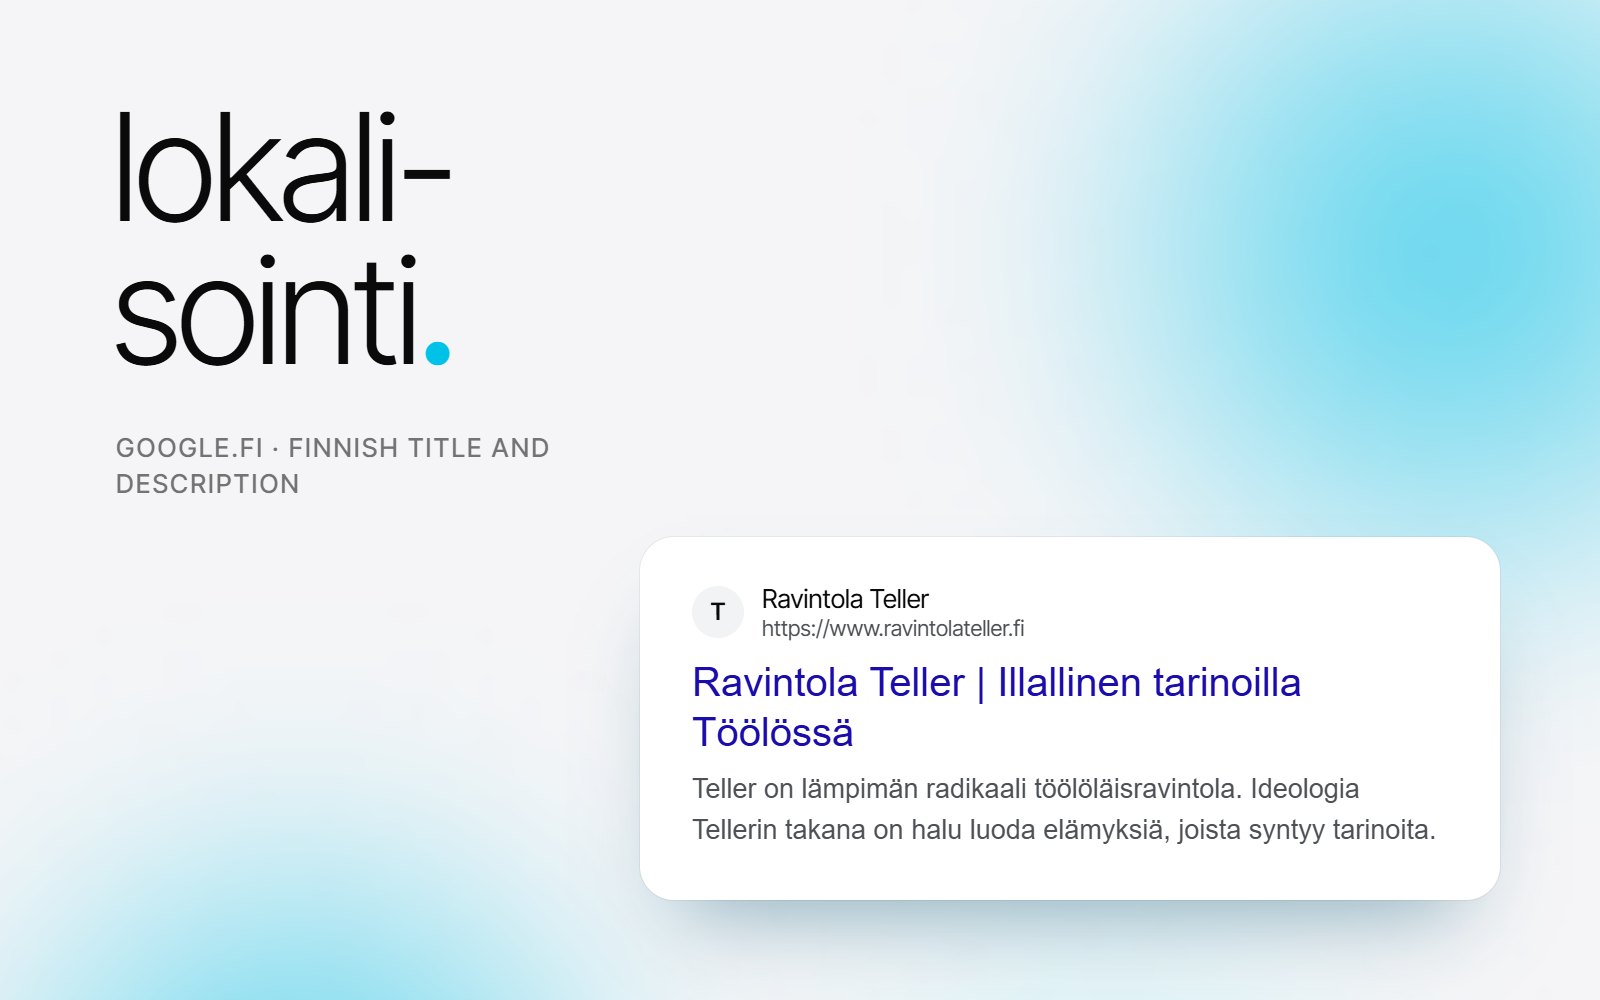 lokali-
sointi.
GOOGLE.FI · FINNISH TITLE AND
DESCRIPTION
T
Ravintola Teller
https://www.ravintolateller.fi
Ravintola Teller | Illallinen tarinoilla
Töölössä
Teller on lämpimän radikaali töölöläisravintola. Ideologia
Tellerin takana on halu luoda elämyksiä, joista syntyy tarinoita.